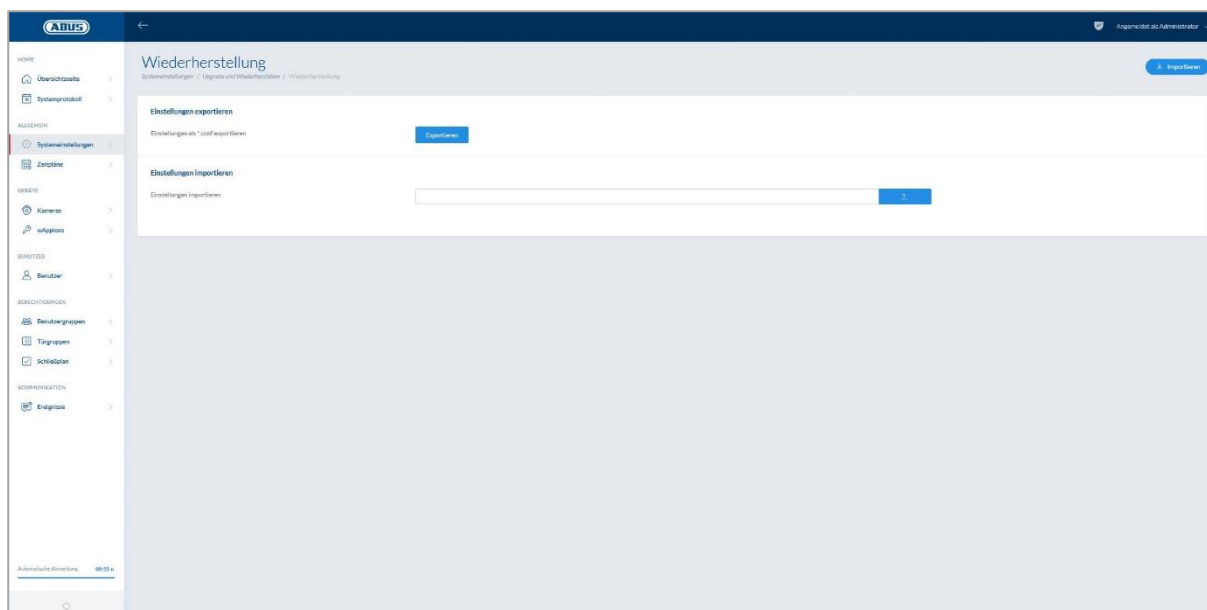 ABUS
Angemeldet als Administrator
HOME
Übersichtsseite
Systemprotokoll
ALLGEMEIN
Systemeinstellungen
Zeitpläne
GERÄTE
Kameras
wAppLoxx
BENUTZER
Benutzer
BERECHTIGUNGEN
Benutzergruppen
Türgruppen
Schließplan
KOMMUNIKATION
Ereignisse
Automatische Abmeldung 09:55
Wiederherstellung
Systemeinstellungen / Upgrade und Wiederherstellen / Wiederherstellung
Importieren
Einstellungen exportieren
Einstellungen als *.conf exportieren
Exportieren
Einstellungen importieren
Einstellungen importieren